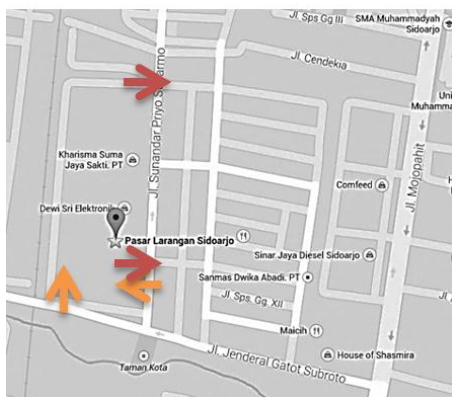 Jl. Sps Gg III
SMA Muhammadyah
Sidoarjo
Jl. Cendekia
Jl. Sunandar Priyo Sudarmo
Jl. Mojopahit
Kharisma Suma
Jaya Sakti. PT
Comfeed
Dewi Sri Elektronik
Pasar Larangan Sidoarjo
Sinar Jaya Diesel Sidoarjo
Sanmas Dwika Abadi. PT
Jl. Sps. Gg. XII
Maicih
Jl. Jenderal Gatot Subroto
House of Shasmira
Taman Kota